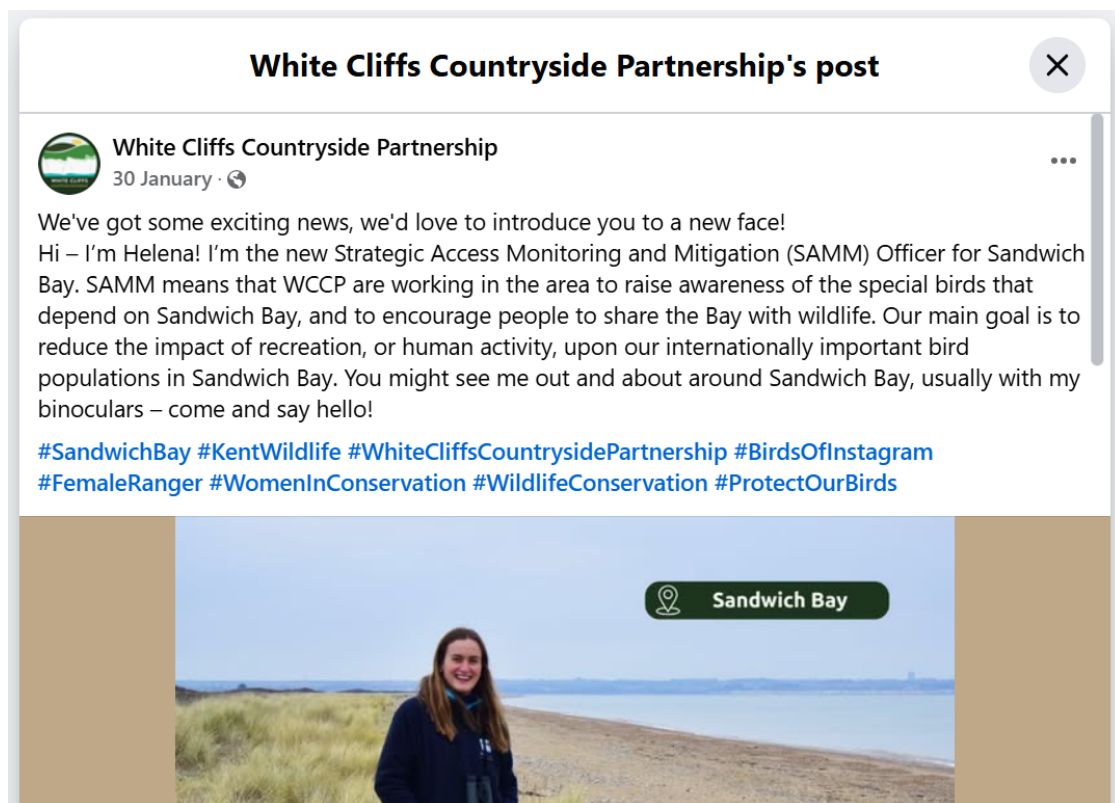 White Cliffs Countryside Partnership's post
White Cliffs Countryside Partnership
30 January ·
We've got some exciting news, we'd love to introduce you to a new face!
Hi – I'm Helena! I'm the new Strategic Access Monitoring and Mitigation (SAMM) Officer for Sandwich
Bay. SAMM means that WCCP are working in the area to raise awareness of the special birds that
depend on Sandwich Bay, and to encourage people to share the Bay with wildlife. Our main goal is to
reduce the impact of recreation, or human activity, upon our internationally important bird
populations in Sandwich Bay. You might see me out and about around Sandwich Bay, usually with my
binoculars – come and say hello!
#SandwichBay #KentWildlife #WhiteCliffsCountrysidePartnership #BirdsOfInstagram
#FemaleRanger #WomenInConservation #WildlifeConservation #ProtectOurBirds
Sandwich Bay